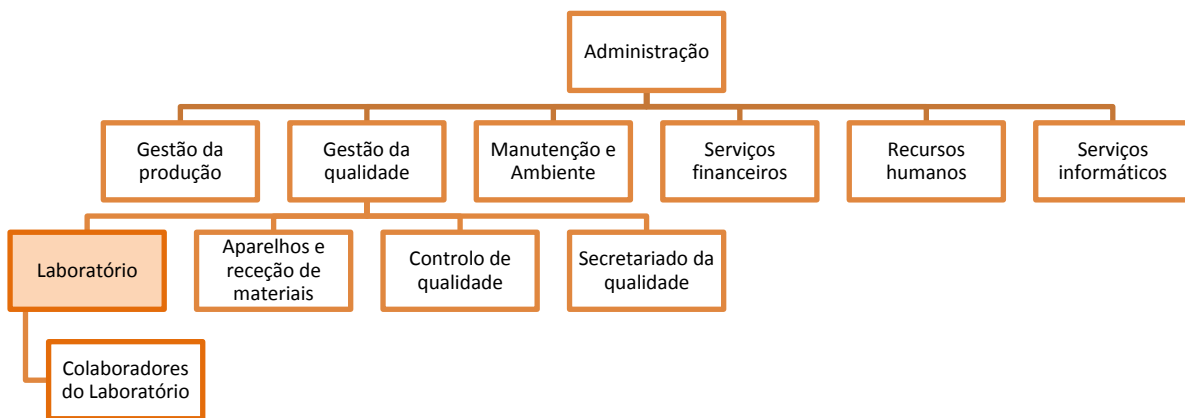 Administração
Gestão da
produção
Gestão da
qualidade
Manutenção e
Ambiente
Serviços
financeiros
Recursos
humanos
Serviços
informáticos
Laboratório
Aparelhos e
receção de
materiais
Controlo de
qualidade
Secretariado da
qualidade
Colaboradores
do Laboratório